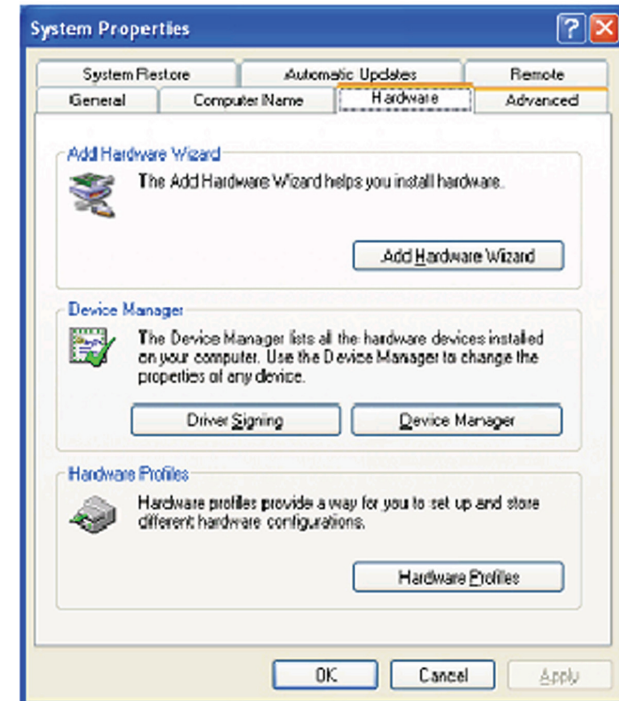 System Properties
System Restore Automatic Updates Remote
General Computer Name Hardware Advanced
Add Hardware Wizard
The Add Hardware Wizard helps you install hardware.
Add Hardware Wizard
Device Manager
The Device Manager lists all the hardware devices installed
on your computer. Use the Device Manager to change the
properties of any device.
Driver Signing Device Manager
Hardware Profiles
Hardware profiles provide a way for you to set up and store
different hardware configurations.
Hardware Profiles
OK Cancel Apply